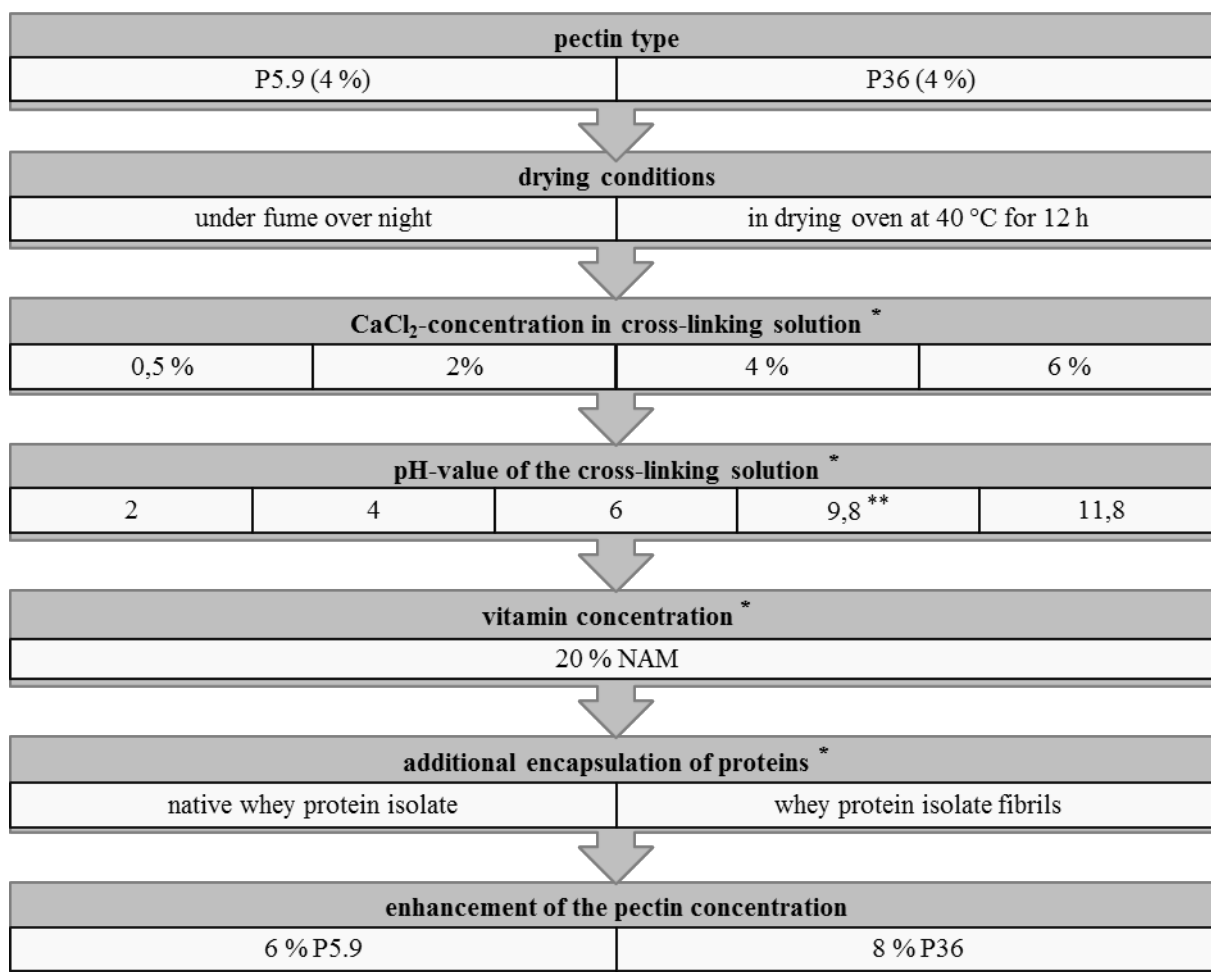 pectin type
P5.9 (4 %) P36 (4 %)
drying conditions
under fume over night in drying oven at 40 °C for 12 h
CaCl₂-concentration in cross-linking solution *
0,5 % 2% 4 % 6 %
pH-value of the cross-linking solution *
2 4 6 9,8 ** 11,8
vitamin concentration *
20 % NAM
additional encapsulation of proteins *
native whey protein isolate whey protein isolate fibrils
enhancement of the pectin concentration
6 % P5.9 8 % P36